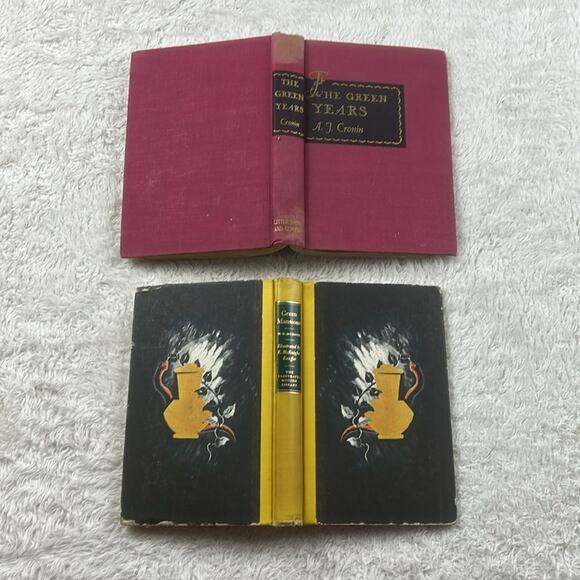 THE
GREEN
YEARS
Cronin
LITTLE, BROWN
AND COMPANY
THE GREEN
YEARS
A. J. Cronin
Green
Mansions
W. H. HUDSON
Illustrated by
E. McKnight
Kauffer
THE
ILLUSTRATED
MODERN
LIBRARY